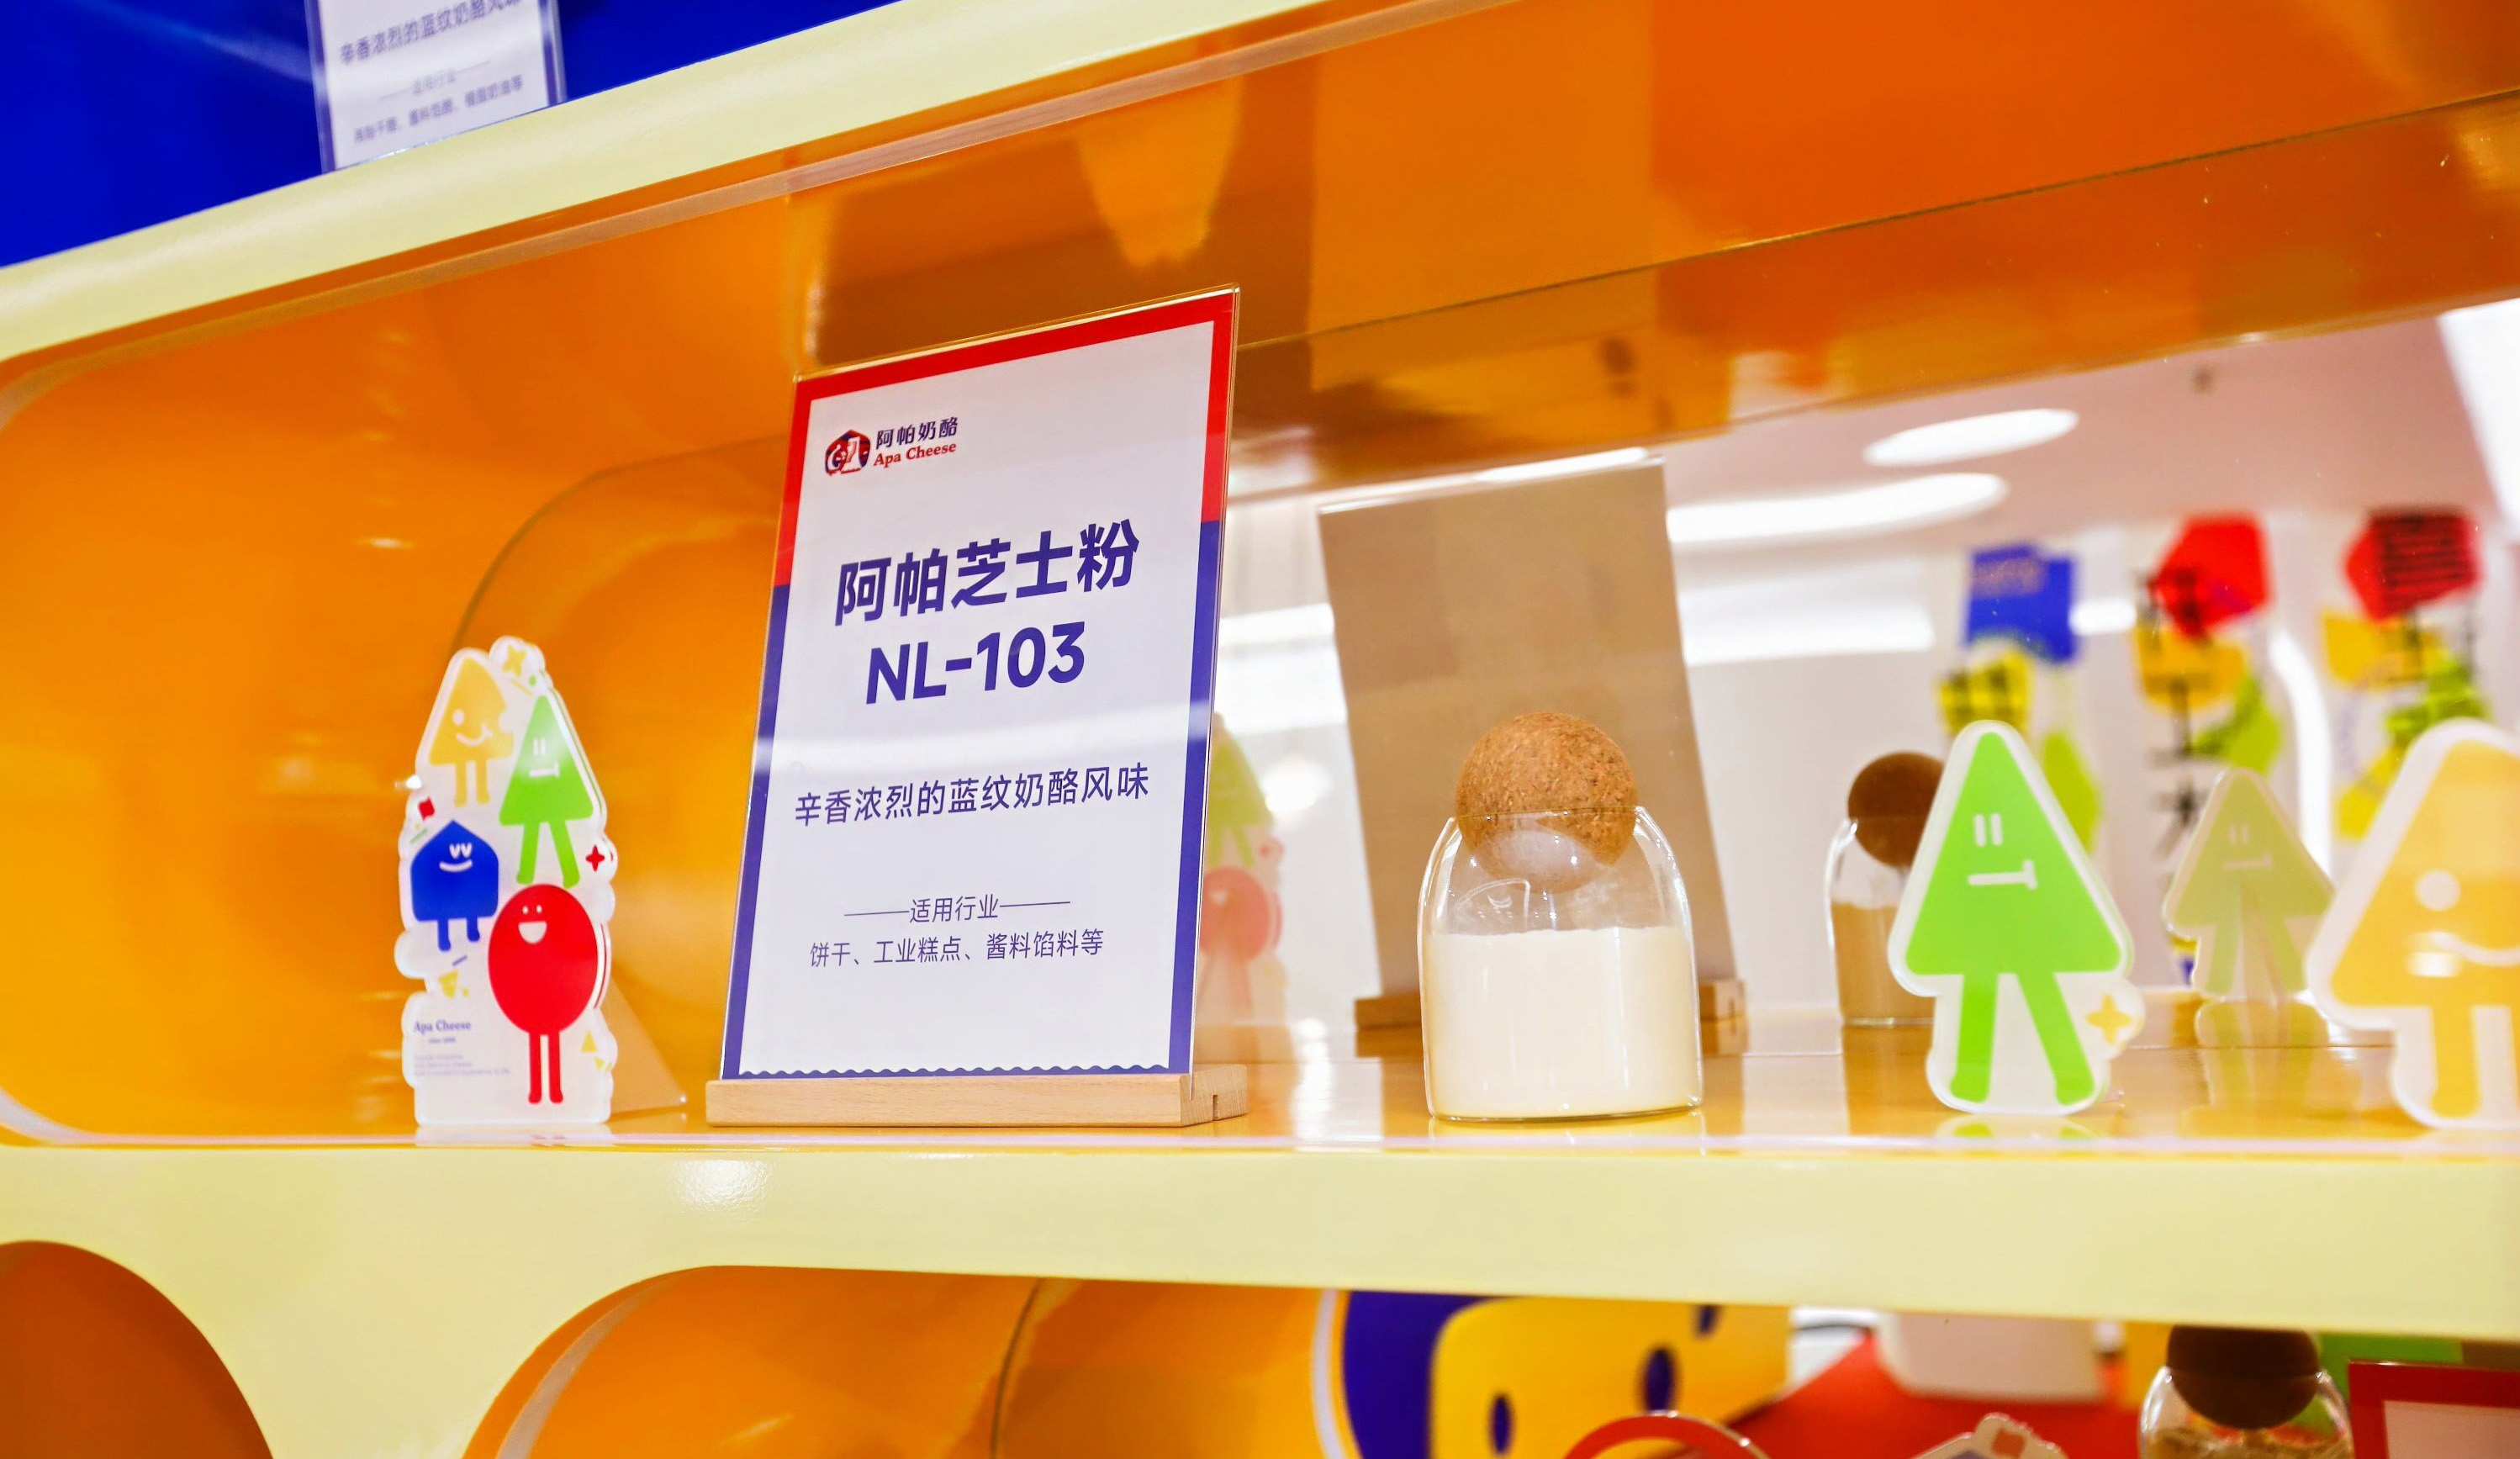 辛香浓烈的蓝纹奶酪风味
适用行业
阿帕奶酪
Apa Cheese
阿帕芝士粉
NL-103
辛香浓烈的蓝纹奶酪风味
适用行业
饼干、工业糕点、酱料馅料等
Apa Cheese